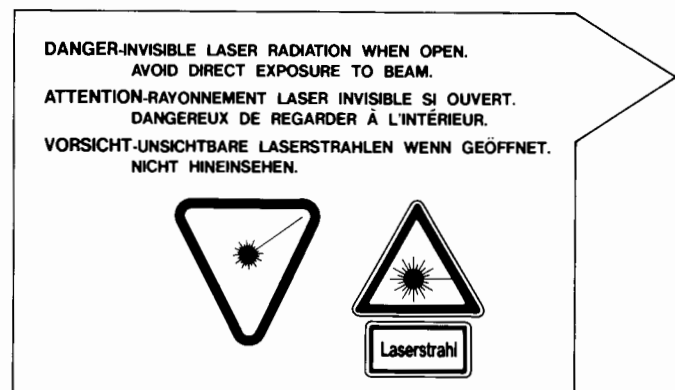 DANGER-INVISIBLE LASER RADIATION WHEN OPEN.
AVOID DIRECT EXPOSURE TO BEAM.
ATTENTION-RAYONNEMENT LASER INVISIBLE SI OUVERT.
DANGEREUX DE REGARDER À L'INTÉRIEUR.
VORSICHT-UNSICHTBARE LASERSTRAHLEN WENN GEÖFFNET.
NICHT HINEINSEHEN.
Laserstrahl